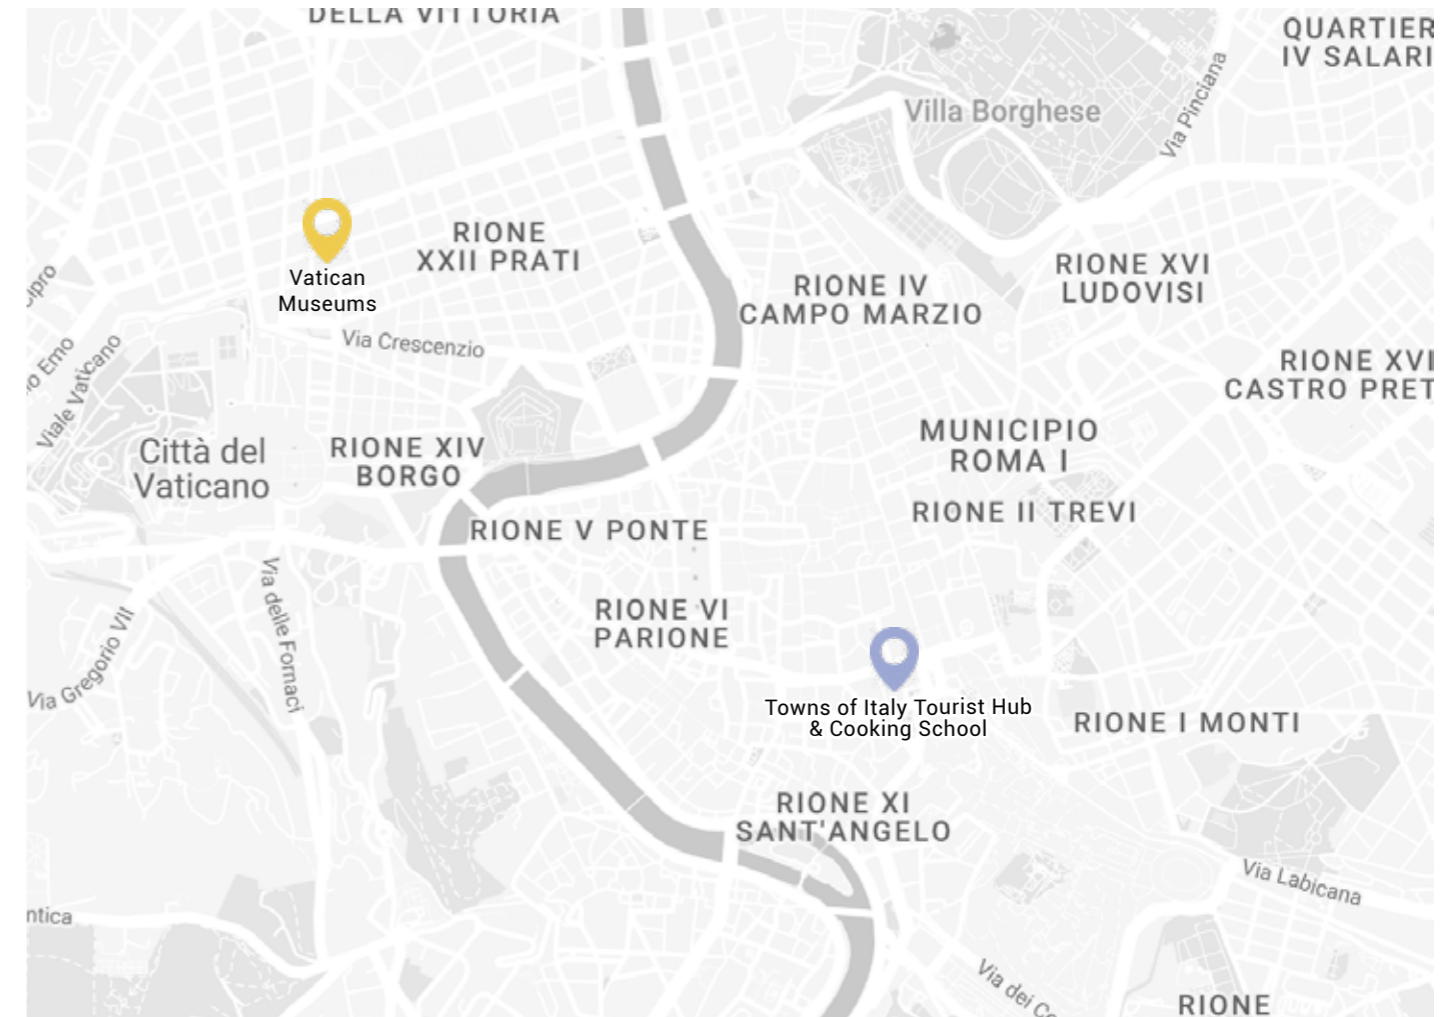 DELLA VITTORIA
QUARTIER
IV SALARI
Villa Borghese
Via Pinciana
RIONE
XXII PRATI
Vatican
Museums
RIONE IV
CAMPO MARZIO
RIONE XVI
LUDOVISI
Via Crescenzio
Viale Vaticano
RIONE XVI
CASTRO PRET
Città del
Vaticano
RIONE XIV
BORGO
MUNICIPIO
ROMA I
RIONE II TREVI
RIONE V PONTE
RIONE VI
PARIONE
Via delle Fornaci
Via Gregorio VII
Towns of Italy Tourist Hub
& Cooking School
RIONE I MONTI
RIONE XI
SANT'ANGELO
Via Labicana
ntica
Via dei Ce
RIONE